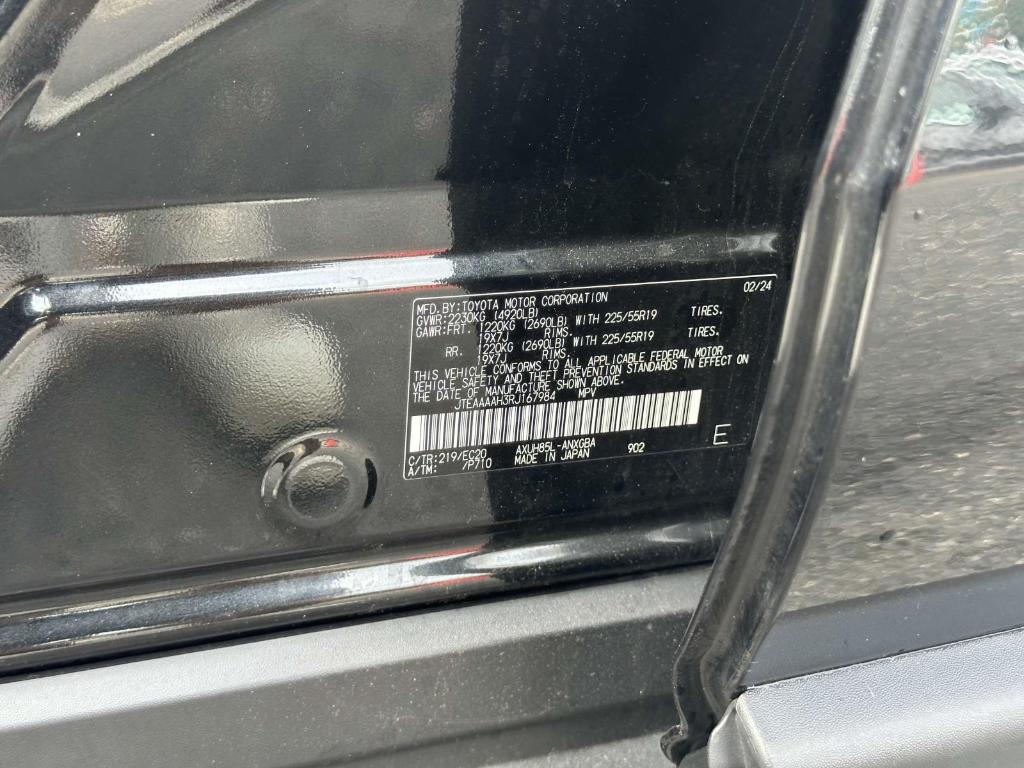 MFD. BY: TOYOTA MOTOR CORPORATION 02/24
GVWR: 2230KG (4920LB)
GAWR: FRT. 1220KG (2690LB) WITH 225/55R19 TIRES.
19X7J RIMS.
RR. 1220KG (2690LB) WITH 225/55R19 TIRES.
19X7J RIMS.
THIS VEHICLE CONFORMS TO ALL APPLICABLE FEDERAL MOTOR
VEHICLE SAFETY AND THEFT PREVENTION STANDARDS IN EFFECT ON
THE DATE OF MANUFACTURE SHOWN ABOVE.
JTEAAAAH3RJ167984 MPV
C/TR: 219/EC20 AXUH85L-ANXGBA 902 E
A/TM: /P710 MADE IN JAPAN